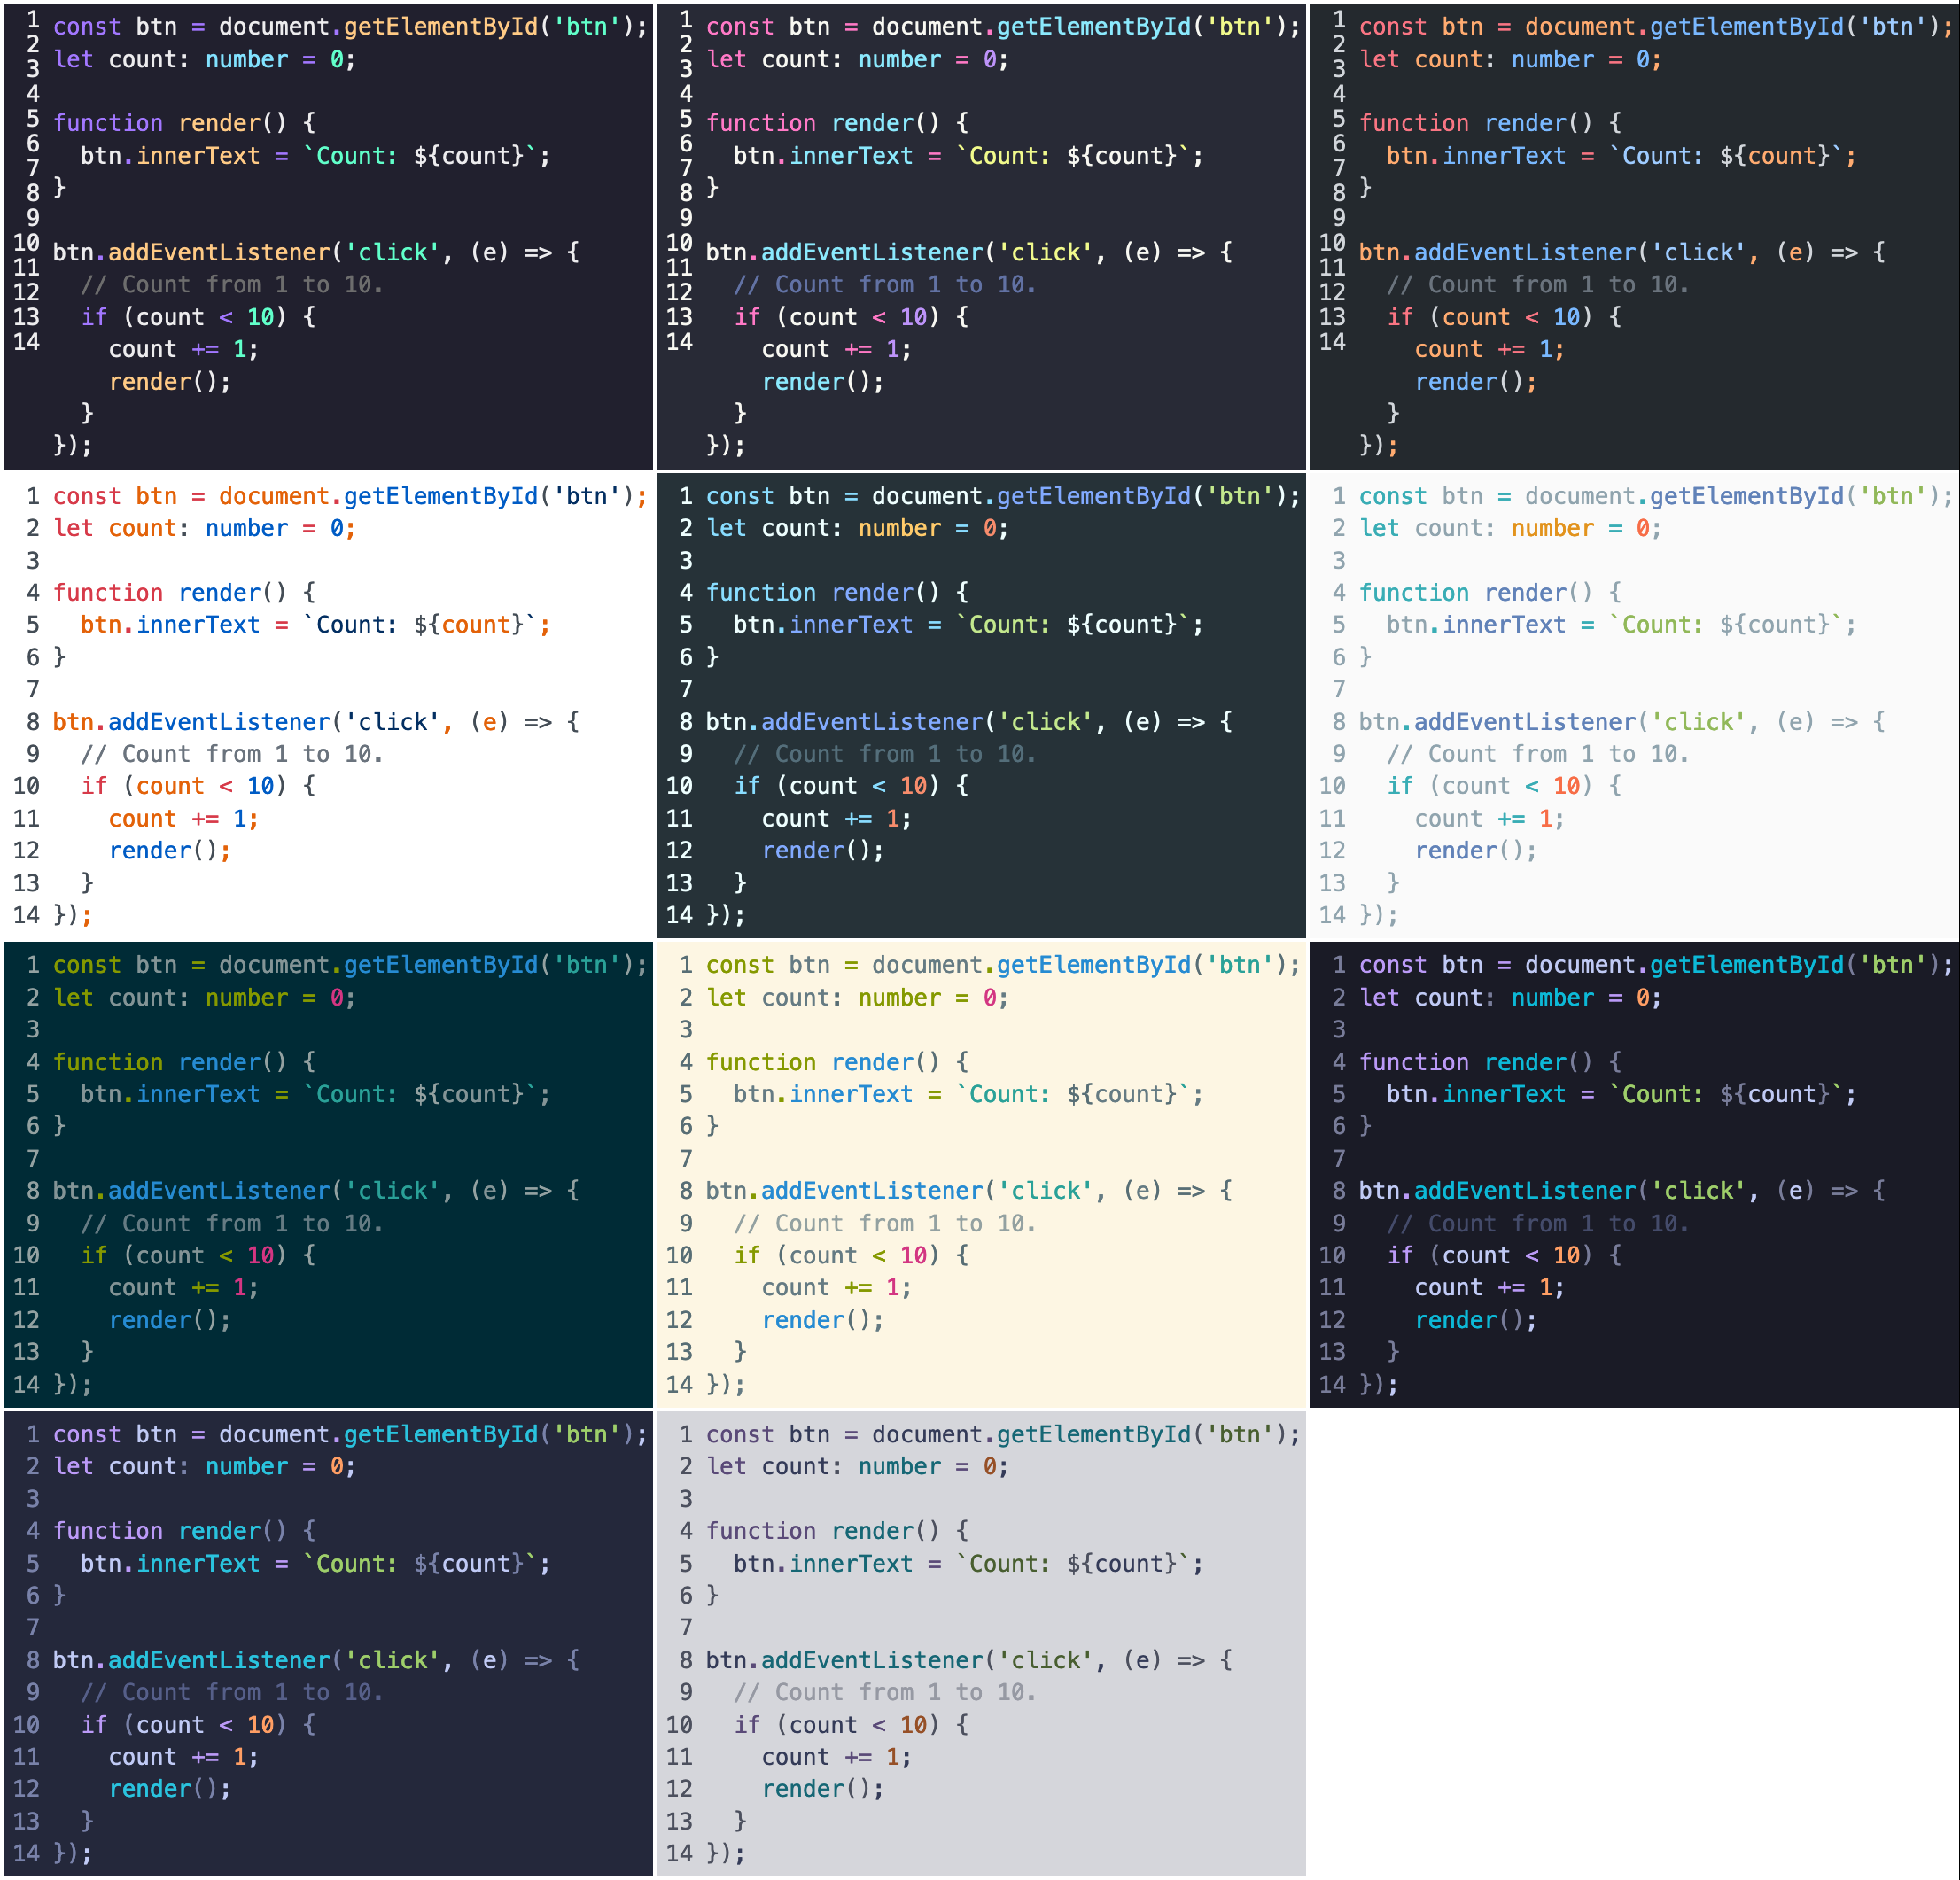 1 const btn = document.getElementById('btn');
2 let count: number = 0;
3
4 function render() {
5   btn.innerText = `Count: ${count}`;
6 }
7
8 btn.addEventListener('click', (e) => {
9   // Count from 1 to 10.
10   if (count < 10) {
11     count += 1;
12     render();
13   }
14 });
1 const btn = document.getElementById('btn');
2 let count: number = 0;
3
4 function render() {
5   btn.innerText = `Count: ${count}`;
6 }
7
8 btn.addEventListener('click', (e) => {
9   // Count from 1 to 10.
10   if (count < 10) {
11     count += 1;
12     render();
13   }
14 });
1 const btn = document.getElementById('btn');
2 let count: number = 0;
3
4 function render() {
5   btn.innerText = `Count: ${count}`;
6 }
7
8 btn.addEventListener('click', (e) => {
9   // Count from 1 to 10.
10   if (count < 10) {
11     count += 1;
12     render();
13   }
14 });
1 const btn = document.getElementById('btn');
2 let count: number = 0;
3
4 function render() {
5   btn.innerText = `Count: ${count}`;
6 }
7
8 btn.addEventListener('click', (e) => {
9   // Count from 1 to 10.
10   if (count < 10) {
11     count += 1;
12     render();
13   }
14 });
1 const btn = document.getElementById('btn');
2 let count: number = 0;
3
4 function render() {
5   btn.innerText = `Count: ${count}`;
6 }
7
8 btn.addEventListener('click', (e) => {
9   // Count from 1 to 10.
10   if (count < 10) {
11     count += 1;
12     render();
13   }
14 });
1 const btn = document.getElementById('btn');
2 let count: number = 0;
3
4 function render() {
5   btn.innerText = `Count: ${count}`;
6 }
7
8 btn.addEventListener('click', (e) => {
9   // Count from 1 to 10.
10   if (count < 10) {
11     count += 1;
12     render();
13   }
14 });
1 const btn = document.getElementById('btn');
2 let count: number = 0;
3
4 function render() {
5   btn.innerText = `Count: ${count}`;
6 }
7
8 btn.addEventListener('click', (e) => {
9   // Count from 1 to 10.
10   if (count < 10) {
11     count += 1;
12     render();
13   }
14 });
1 const btn = document.getElementById('btn');
2 let count: number = 0;
3
4 function render() {
5   btn.innerText = `Count: ${count}`;
6 }
7
8 btn.addEventListener('click', (e) => {
9   // Count from 1 to 10.
10   if (count < 10) {
11     count += 1;
12     render();
13   }
14 });
1 const btn = document.getElementById('btn');
2 let count: number = 0;
3
4 function render() {
5   btn.innerText = `Count: ${count}`;
6 }
7
8 btn.addEventListener('click', (e) => {
9   // Count from 1 to 10.
10   if (count < 10) {
11     count += 1;
12     render();
13   }
14 });
1 const btn = document.getElementById('btn');
2 let count: number = 0;
3
4 function render() {
5   btn.innerText = `Count: ${count}`;
6 }
7
8 btn.addEventListener('click', (e) => {
9   // Count from 1 to 10.
10   if (count < 10) {
11     count += 1;
12     render();
13   }
14 });
1 const btn = document.getElementById('btn');
2 let count: number = 0;
3
4 function render() {
5   btn.innerText = `Count: ${count}`;
6 }
7
8 btn.addEventListener('click', (e) => {
9   // Count from 1 to 10.
10   if (count < 10) {
11     count += 1;
12     render();
13   }
14 });